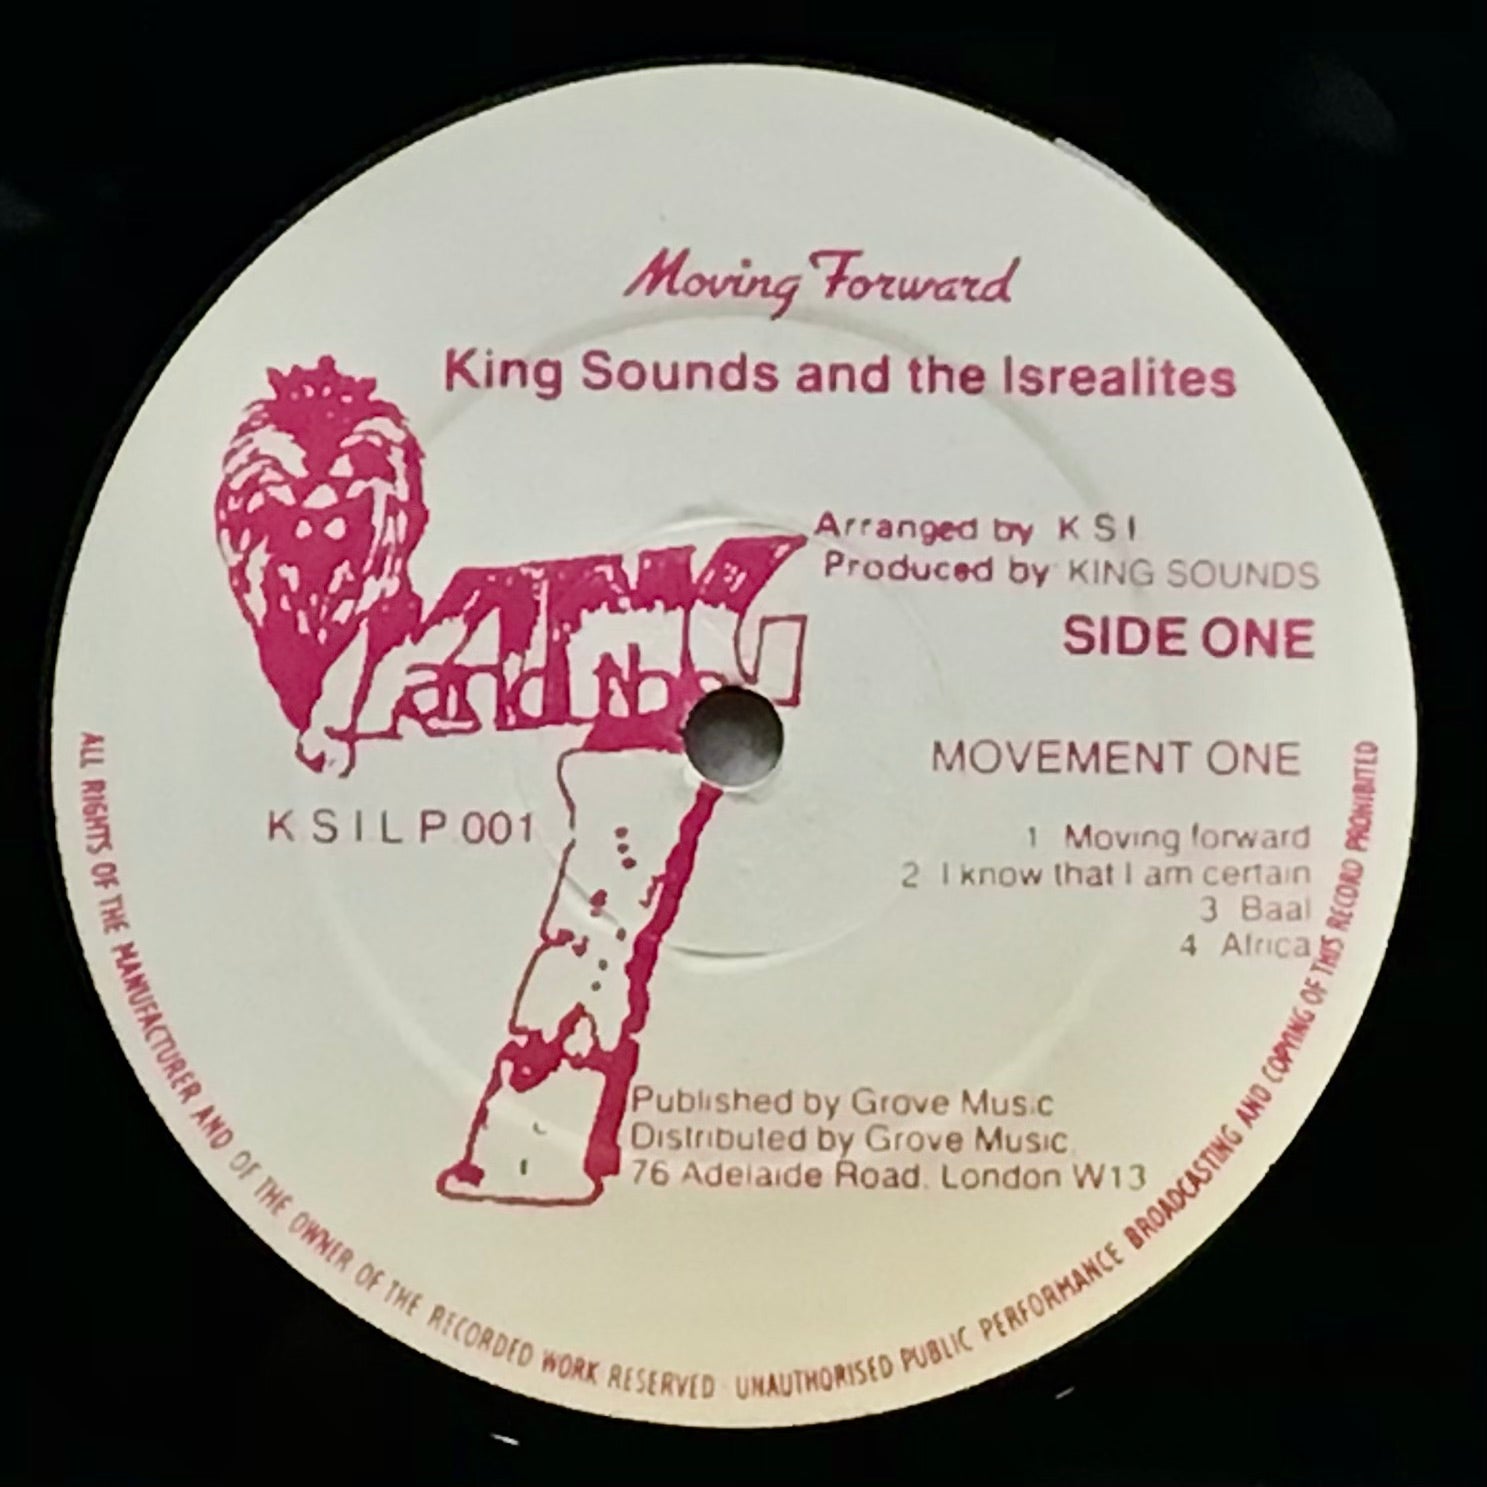 Moving Forward
King Sounds and the Isrealites
Arranged by K S I
Produced by KING SOUNDS
SIDE ONE
and the
MOVEMENT ONE
K.S.I.L.P.001
1 Moving forward
2 I know that I am certain
3 Baal
4 Africa
Published by Grove Music
Distributed by Grove Music
76 Adelaide Road, London W13
ALL RIGHTS OF THE MANUFACTURER AND OF THE OWNER OF THE RECORDED WORK RESERVED · UNAUTHORISED PUBLIC PERFORMANCE BROADCASTING AND COPYING OF THIS RECORD PROHIBITED